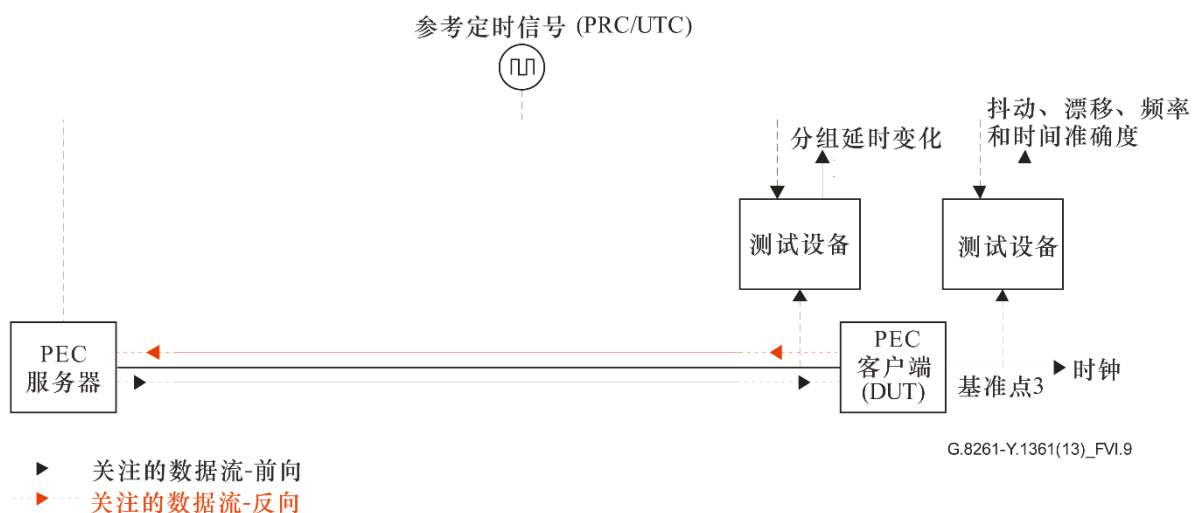 参考定时信号 (PRC/UTC)
抖动、漂移、频率
和时间准确度
分组延时变化
测试设备
测试设备
PEC
服务器
PEC
客户端
(DUT)
基准点3
时钟
G.8261-Y.1361(13)_FVI.9
关注的数据流-前向
关注的数据流-反向